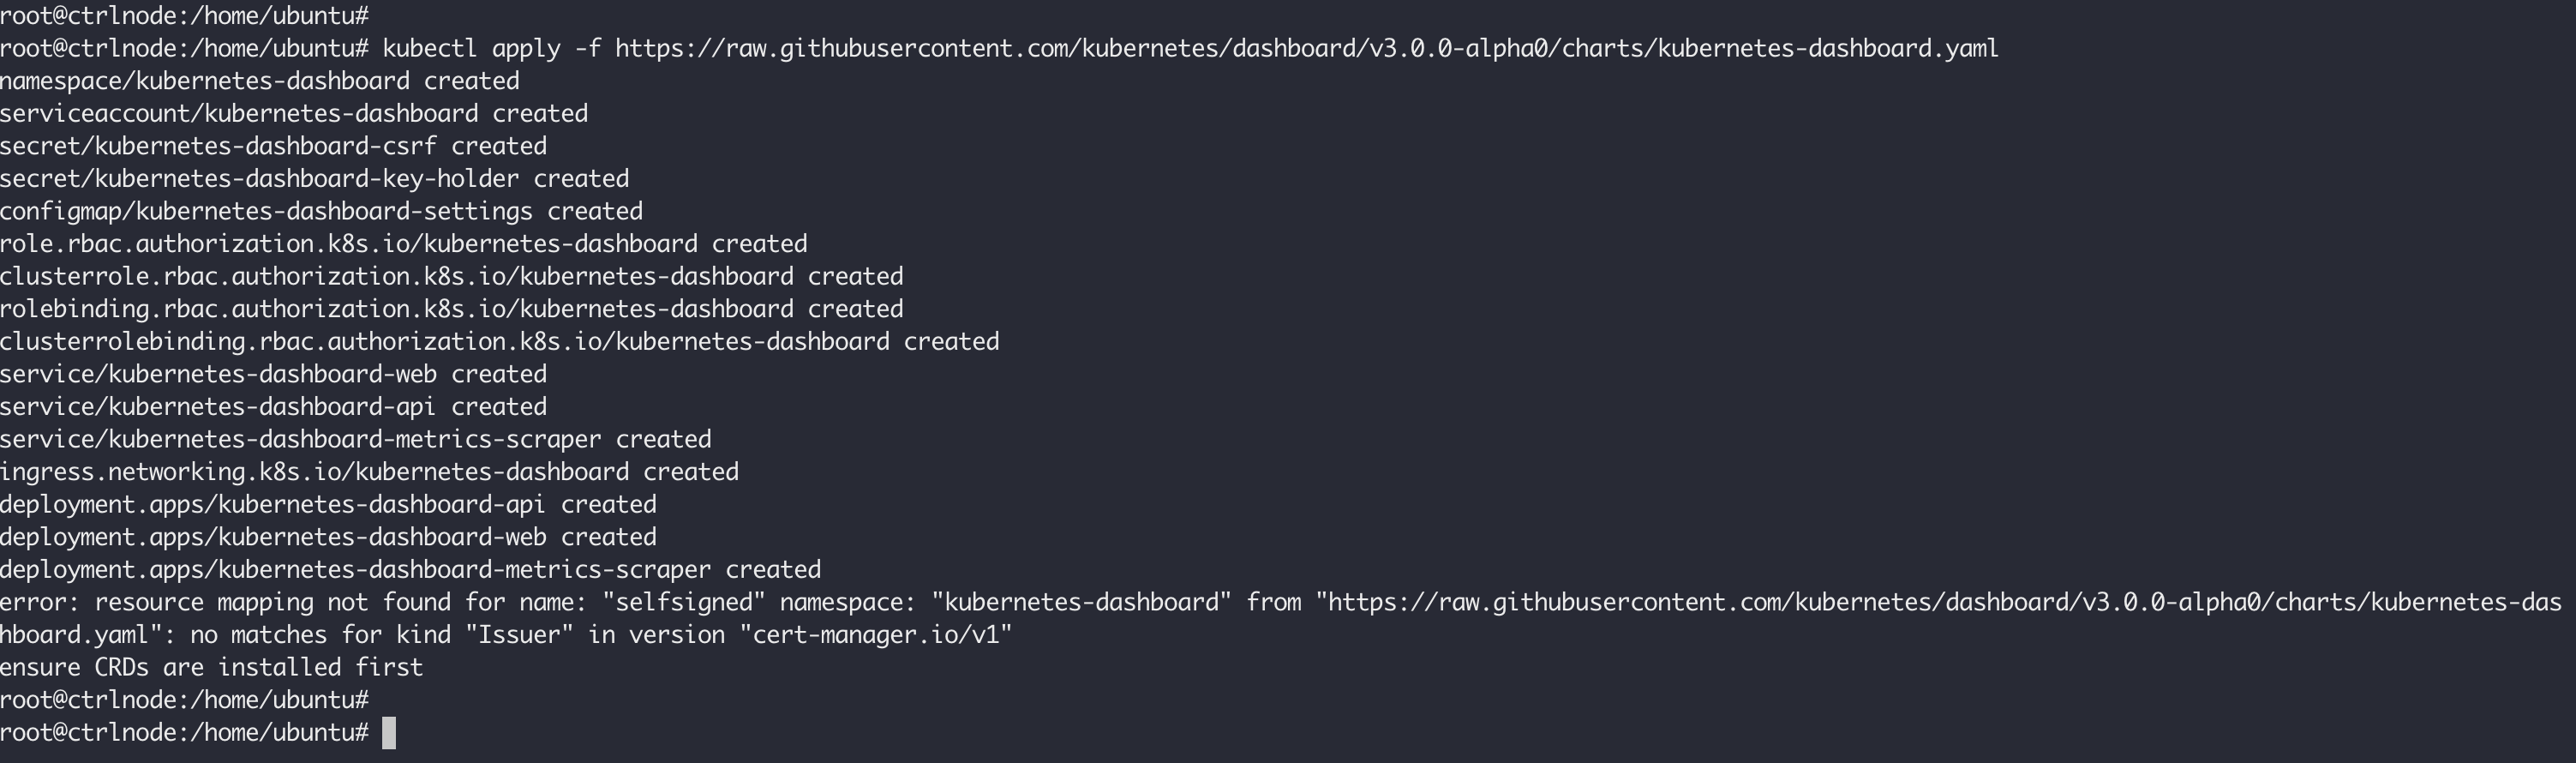 root@ctrlnode:/home/ubuntu#
root@ctrlnode:/home/ubuntu# kubectl apply -f https://raw.githubusercontent.com/kubernetes/dashboard/v3.0.0-alpha0/charts/kubernetes-dashboard.yaml
namespace/kubernetes-dashboard created
serviceaccount/kubernetes-dashboard created
secret/kubernetes-dashboard-csrf created
secret/kubernetes-dashboard-key-holder created
configmap/kubernetes-dashboard-settings created
role.rbac.authorization.k8s.io/kubernetes-dashboard created
clusterrole.rbac.authorization.k8s.io/kubernetes-dashboard created
rolebinding.rbac.authorization.k8s.io/kubernetes-dashboard created
clusterrolebinding.rbac.authorization.k8s.io/kubernetes-dashboard created
service/kubernetes-dashboard-web created
service/kubernetes-dashboard-api created
service/kubernetes-dashboard-metrics-scraper created
ingress.networking.k8s.io/kubernetes-dashboard created
deployment.apps/kubernetes-dashboard-api created
deployment.apps/kubernetes-dashboard-web created
deployment.apps/kubernetes-dashboard-metrics-scraper created
error: resource mapping not found for name: "selfsigned" namespace: "kubernetes-dashboard" from "https://raw.githubusercontent.com/kubernetes/dashboard/v3.0.0-alpha0/charts/kubernetes-das
hboard.yaml": no matches for kind "Issuer" in version "cert-manager.io/v1"
ensure CRDs are installed first
root@ctrlnode:/home/ubuntu#
root@ctrlnode:/home/ubuntu#